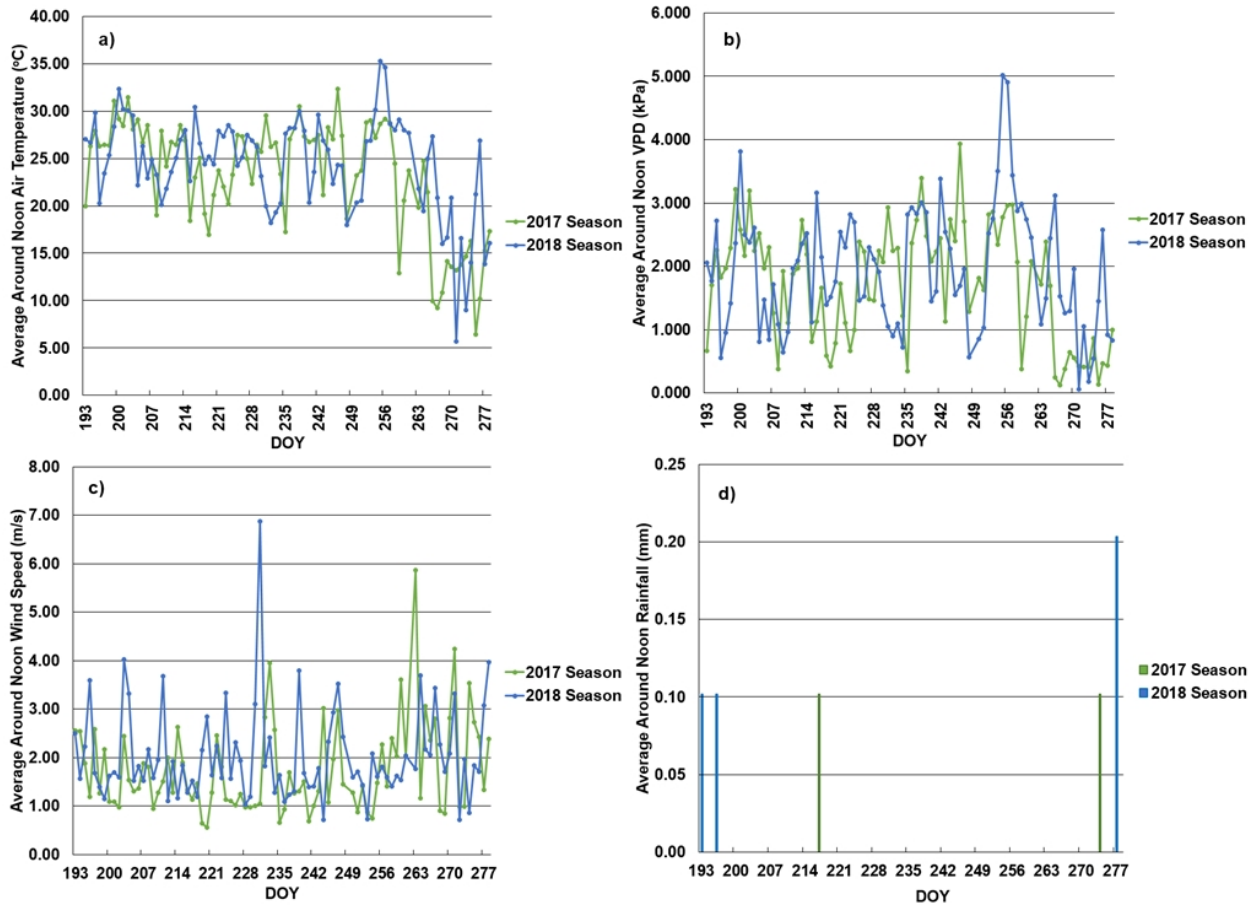 a)
Average Around Noon Air Temperature (ºC)
40.00
35.00
30.00
25.00
20.00
15.00
10.00
5.00
0.00
193 200 207 214 221 228 235 242 249 256 263 270 277
DOY
2017 Season
2018 Season
b)
Average Around Noon VPD (kPa)
6.000
5.000
4.000
3.000
2.000
1.000
0.000
193 200 207 214 221 228 235 242 249 256 263 270 277
DOY
2017 Season
2018 Season
c)
Average Around Noon Wind Speed (m/s)
8.00
7.00
6.00
5.00
4.00
3.00
2.00
1.00
0.00
193 200 207 214 221 228 235 242 249 256 263 270 277
DOY
2017 Season
2018 Season
d)
Average Around Noon Rainfall (mm)
0.25
0.20
0.15
0.10
0.05
0.00
193 200 207 214 221 228 235 242 249 256 263 270 277
DOY
2017 Season
2018 Season